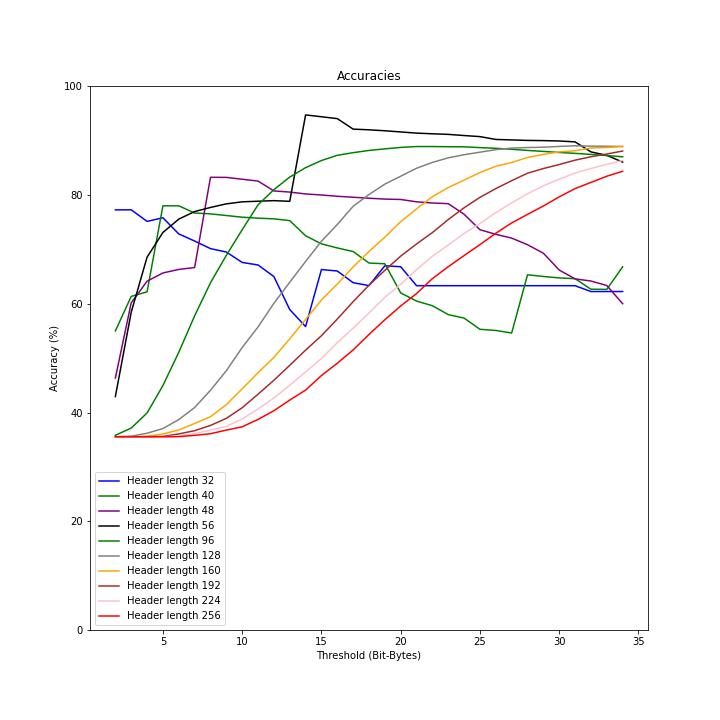 Accuracies
100
80
60
40
20
0
Accuracy (%)
Header length 32
Header length 40
Header length 48
Header length 56
Header length 96
Header length 128
Header length 160
Header length 192
Header length 224
Header length 256
5 10 15 20 25 30 35
Threshold (Bit-Bytes)